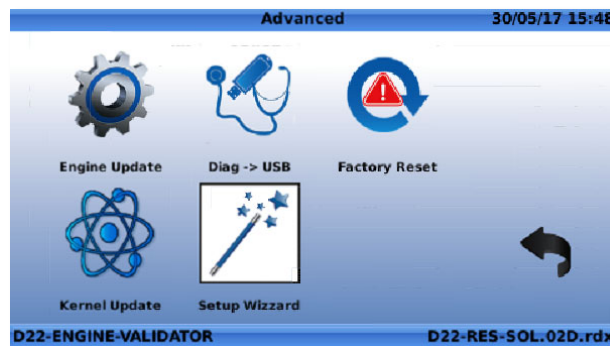 Advanced 30/05/17 15:48
Engine Update Diag -> USB Factory Reset
Kernel Update Setup Wizzard
D22-ENGINE-VALIDATOR D22-RES-SOL.02D.rdx